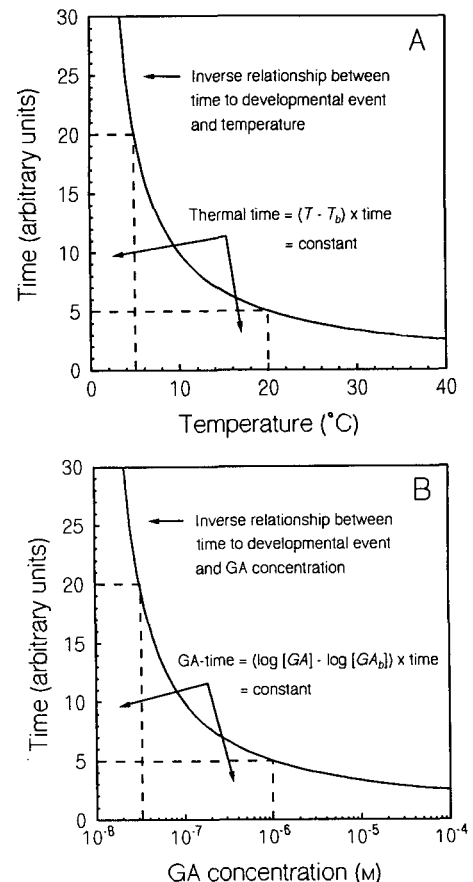 A
Inverse relationship between
time to developmental event
and temperature
Thermal time = (T - T_b) x time
= constant
Time (arbitrary units)
30
25
20
15
10
5
0
0 10 20 30 40
Temperature (°C)
B
Inverse relationship between
time to developmental event
and GA concentration
GA-time = (log [GA] - log [GA_b]) x time
= constant
Time (arbitrary units)
30
25
20
15
10
5
0
10⁻⁸ 10⁻⁷ 10⁻⁶ 10⁻⁵ 10⁻⁴
GA concentration (M)